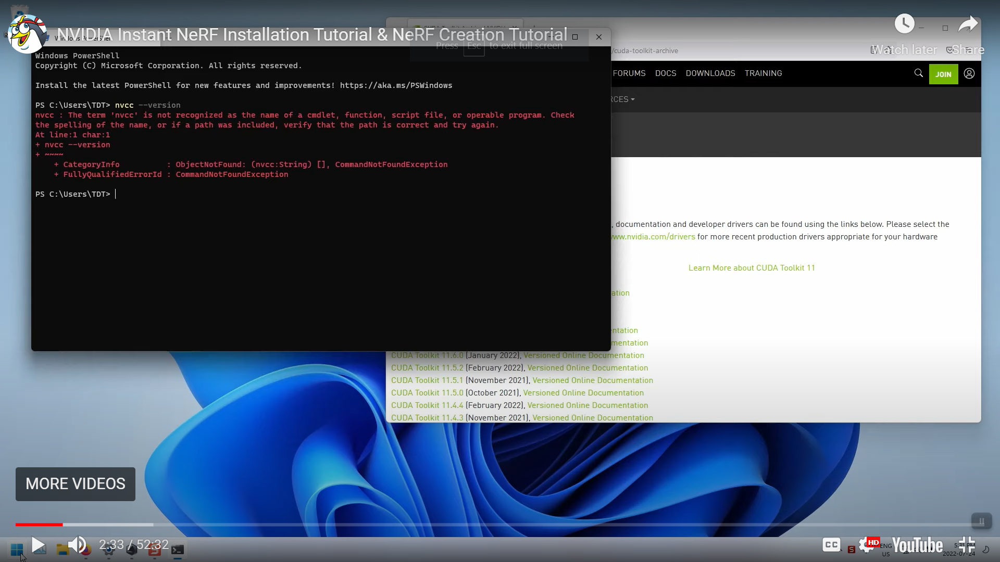 NVIDIA Instant NeRF Installation Tutorial & NeRF Creation Tutorial
Press Esc to exit full screen
Watch later
Share
Windows PowerShell
Copyright (C) Microsoft Corporation. All rights reserved.
Install the latest PowerShell for new features and improvements! https://aka.ms/PSWindows
PS C:\Users\TDT> nvcc --version
nvcc : The term 'nvcc' is not recognized as the name of a cmdlet, function, script file, or operable program. Check
the spelling of the name, or if a path was included, verify that the path is correct and try again.
At line:1 char:1
+ nvcc --version
+ ~~~~
+ CategoryInfo : ObjectNotFound: (nvcc:String) [], CommandNotFoundException
+ FullyQualifiedErrorId : CommandNotFoundException
PS C:\Users\TDT>
/cuda-toolkit-archive
FORUMS DOCS DOWNLOADS TRAINING
JOIN
RCES
, documentation and developer drivers can be found using the links below. Please select the
www.nvidia.com/drivers for more recent production drivers appropriate for your hardware
Learn More about CUDA Toolkit 11
ation
ntation
mentation
CUDA Toolkit 11.6.0 (January 2022), Versioned Online Documentation
CUDA Toolkit 11.5.2 (February 2022), Versioned Online Documentation
CUDA Toolkit 11.5.1 (November 2021), Versioned Online Documentation
CUDA Toolkit 11.5.0 (October 2021), Versioned Online Documentation
CUDA Toolkit 11.4.4 (February 2022), Versioned Online Documentation
CUDA Toolkit 11.4.3 (November 2021), Versioned Online Documentation
MORE VIDEOS
2:33 / 52:32
CC
HD
ENG
US
YouTube
5:31 PM
2022-07-24